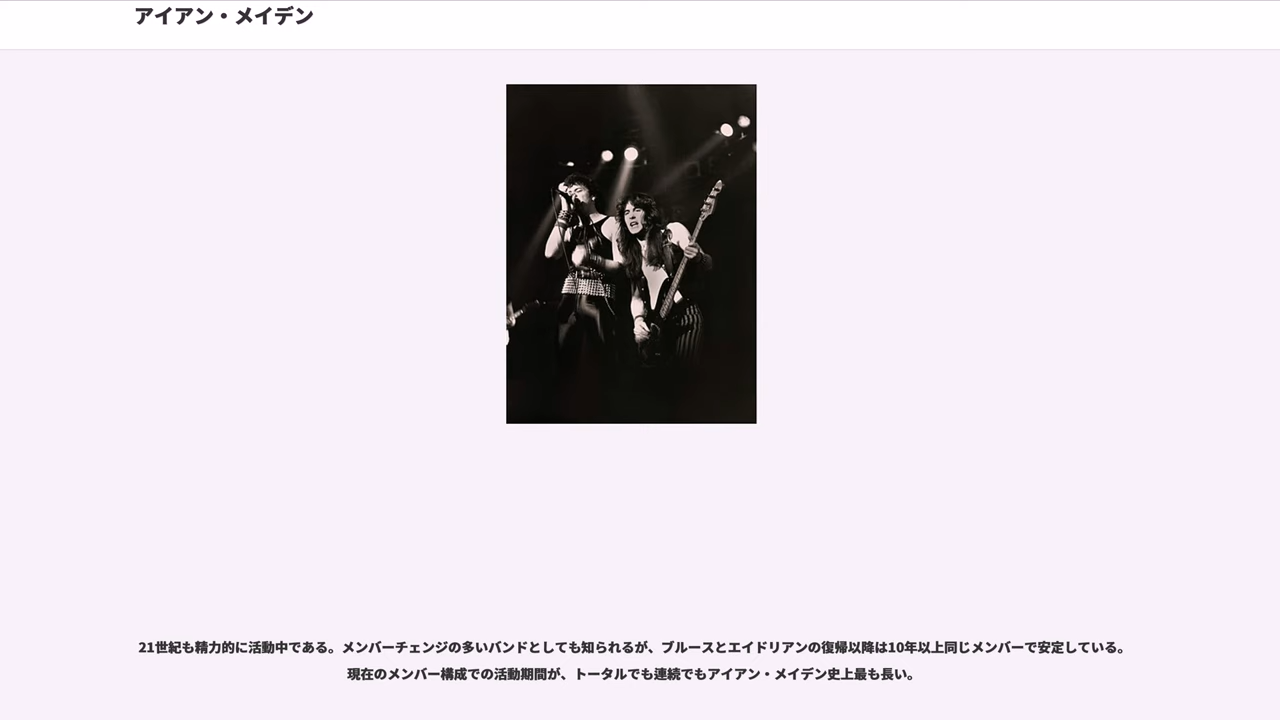 アイアン・メイデン
21世紀も精力的に活動中である。メンバーチェンジの多いバンドとしても知られるが、ブルースとエイドリアンの復帰以降は10年以上同じメンバーで安定している。
現在のメンバー構成での活動期間が、トータルでも連続でもアイアン・メイデン史上最も長い。